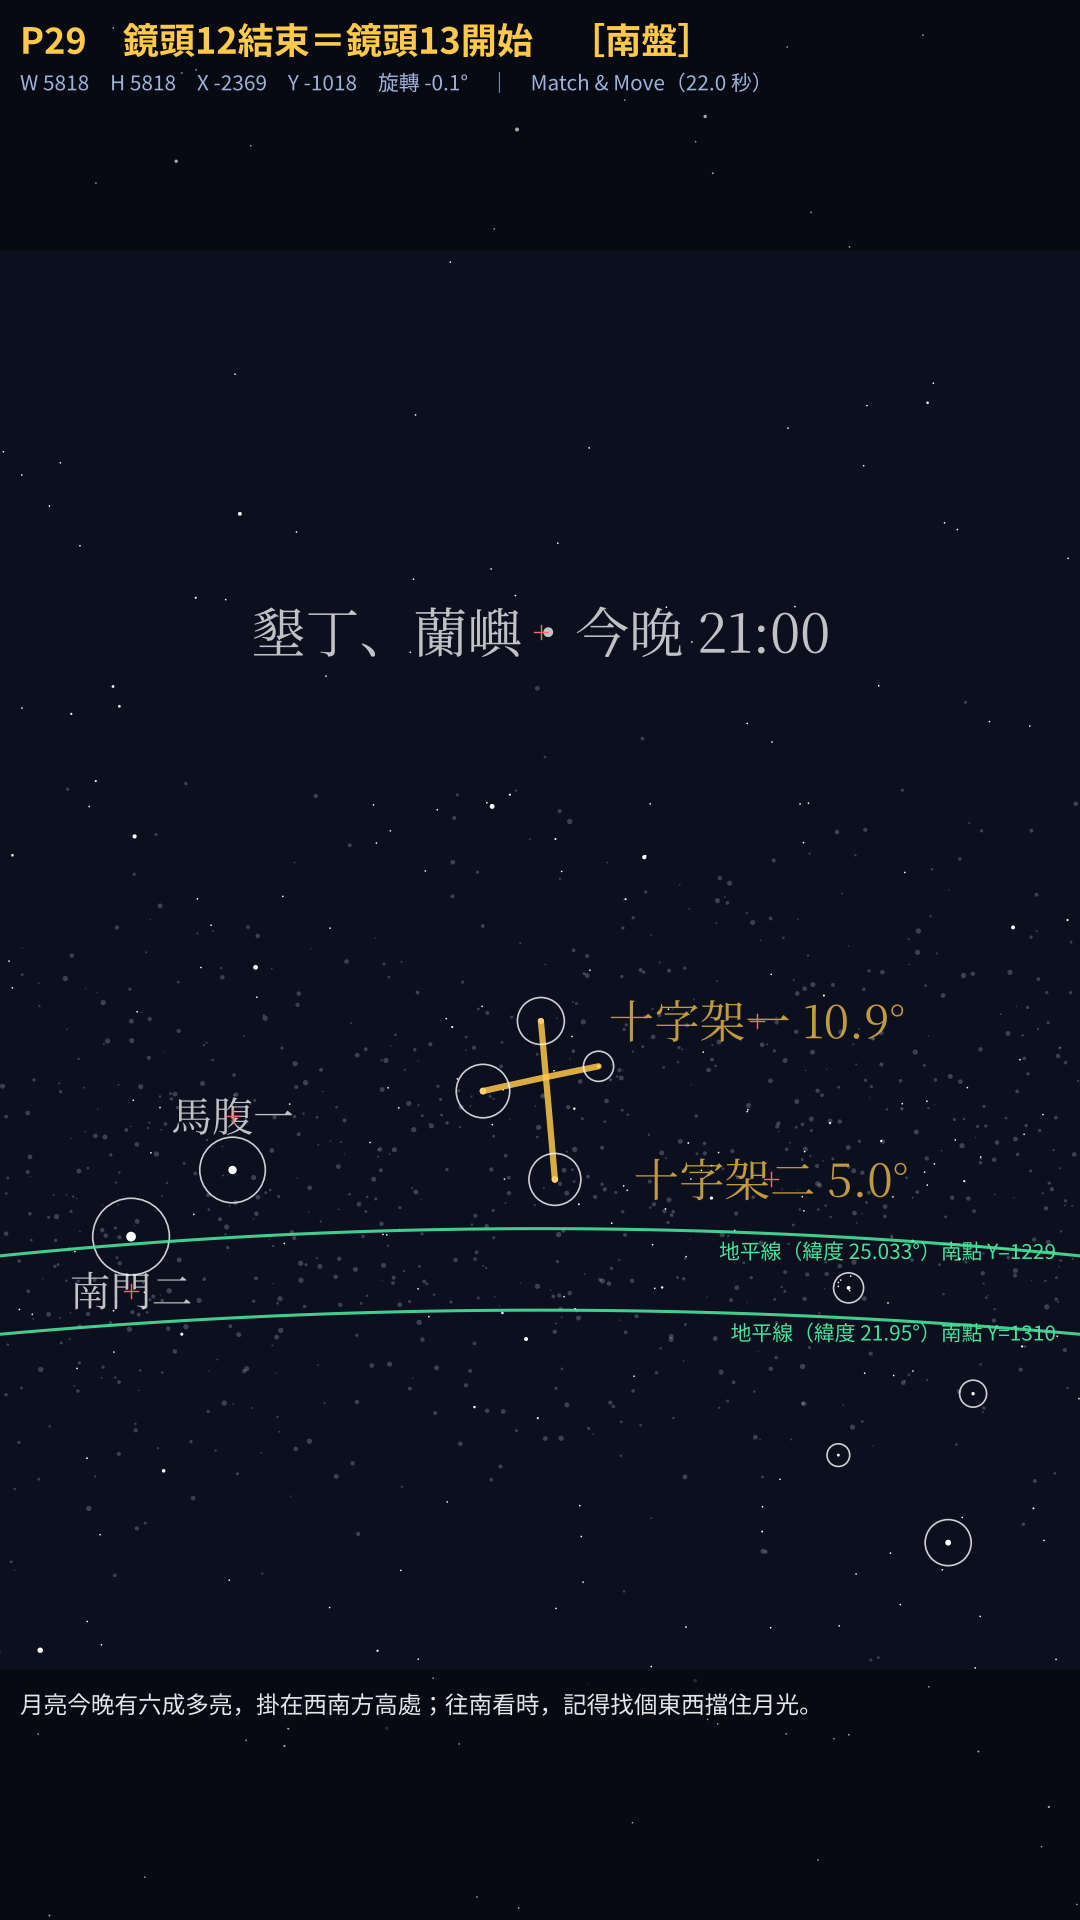 P29　鏡頭12結束＝鏡頭13開始　［南盤］
W 5818　H 5818　X -2369　Y -1018　旋轉 -0.1°　｜　Match & Move（22.0 秒）
墾丁、蘭嶼・今晚 21:00
十字架一 10.9°
馬腹一
十字架二 5.0°
地平線（緯度 25.033°）南點 Y=1229
南門二
地平線（緯度 21.95°）南點 Y=1310
月亮今晚有六成多亮，掛在西南方高處；往南看時，記得找個東西擋住月光。